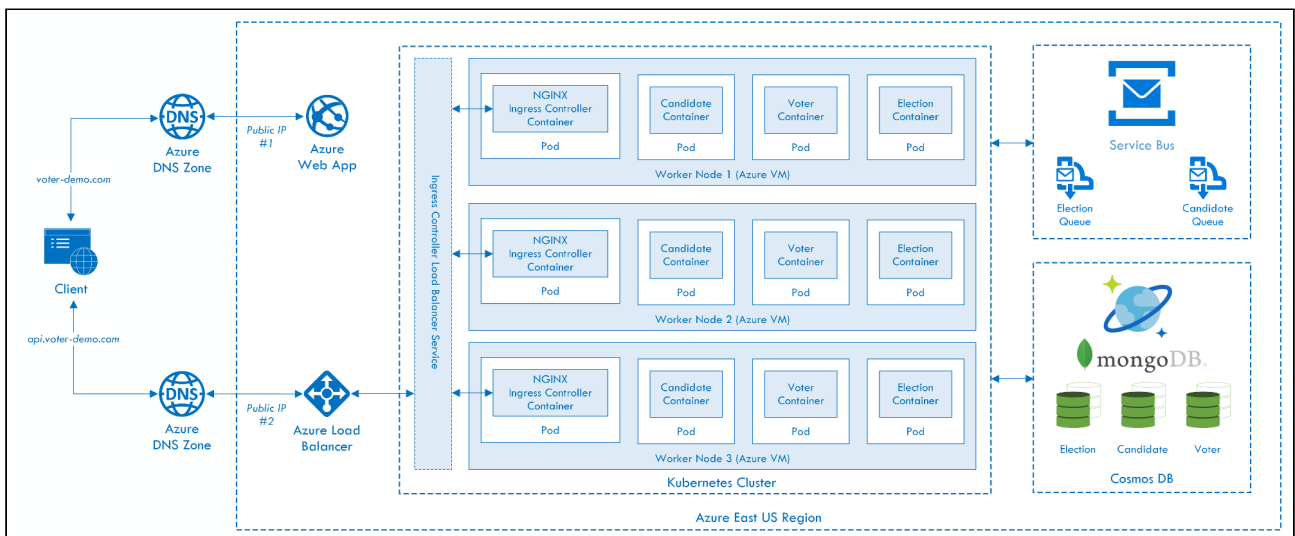 voter-demo.com
Client
api.voter-demo.com
DNS
Azure
DNS Zone
Public IP
#1
Azure
Web App
DNS
Azure
DNS Zone
Public IP
#2
Azure Load
Balancer
Ingress Controller Load Balancer Service
NGINX
Ingress Controller
Container
Pod
Candidate
Container
Pod
Voter
Container
Pod
Election
Container
Pod
Worker Node 1 (Azure VM)
NGINX
Ingress Controller
Container
Pod
Candidate
Container
Pod
Voter
Container
Pod
Election
Container
Pod
Worker Node 2 (Azure VM)
NGINX
Ingress Controller
Container
Pod
Candidate
Container
Pod
Voter
Container
Pod
Election
Container
Pod
Worker Node 3 (Azure VM)
Kubernetes Cluster
Service Bus
Election
Queue
Candidate
Queue
mongoDB.
Election
Candidate
Voter
Cosmos DB
Azure East US Region